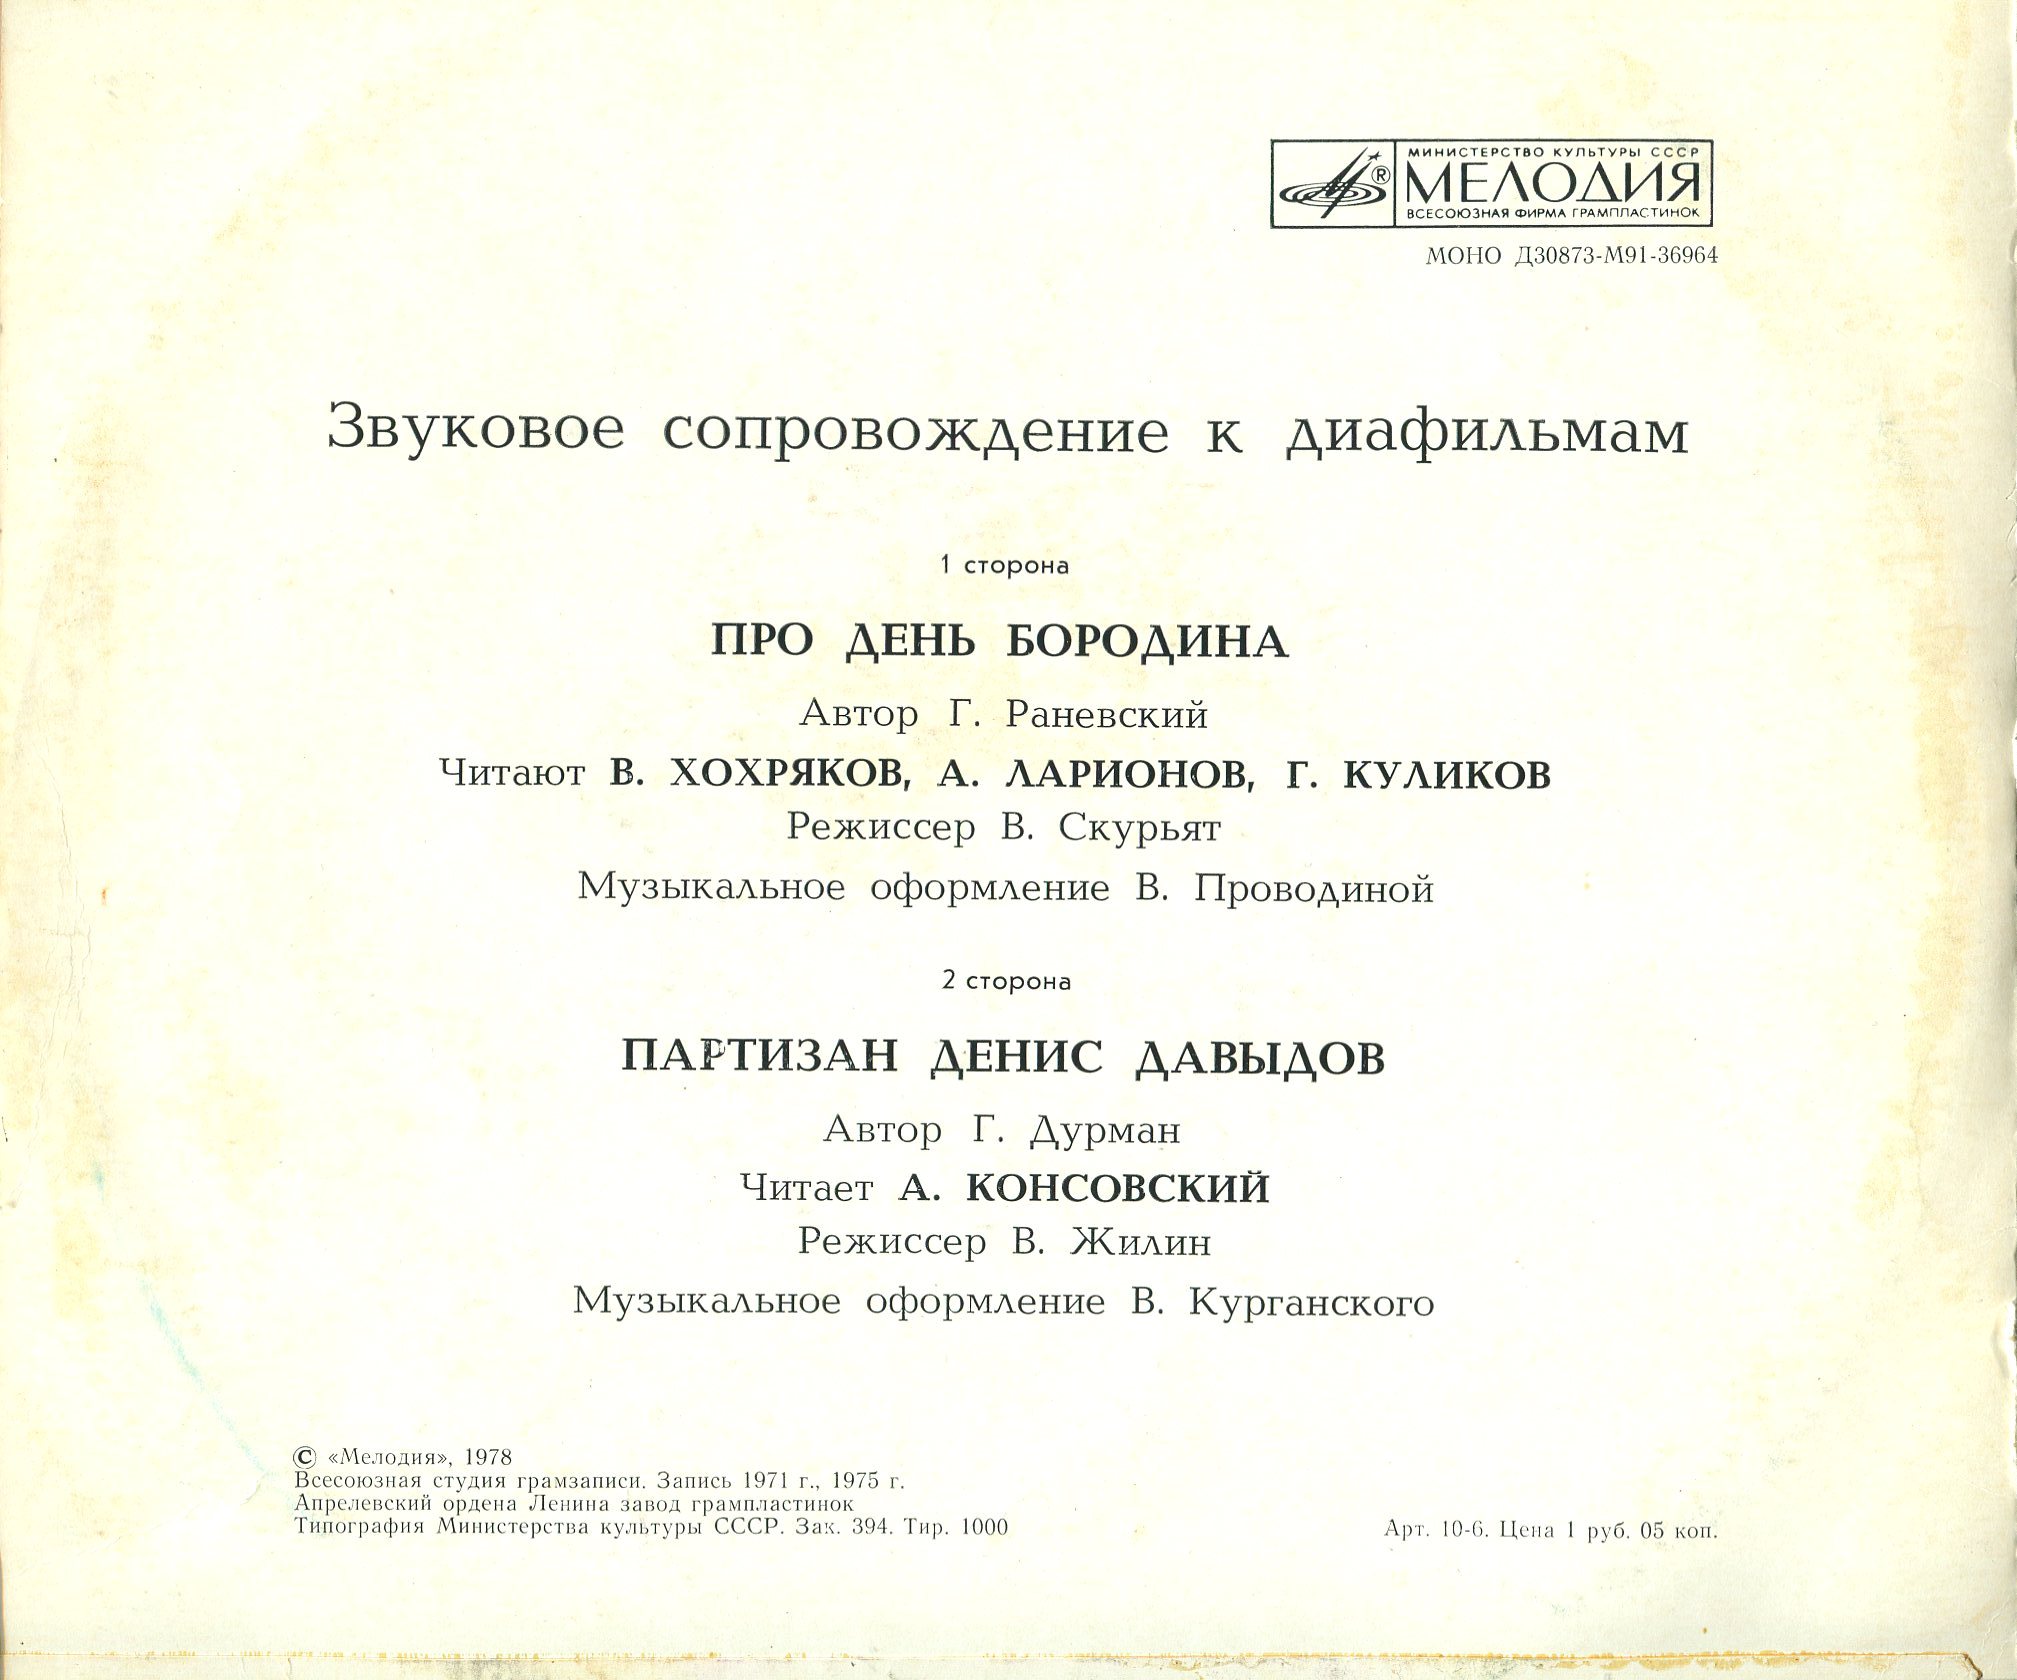 МИНИСТЕРСТВО КУЛЬТУРЫ СССР
МЕЛОДИЯ
ВСЕСОЮЗНАЯ ФИРМА ГРАМПЛАСТИНОК
®
МОНО Д30873-М91-36964
Звуковое сопровождение к диафильмам
1 сторона
ПРО ДЕНЬ БОРОДИНА
Автор Г. Раневский
Читают В. ХОХРЯКОВ, А. ЛАРИОНОВ, Г. КУЛИКОВ
Режиссер В. Скурьят
Музыкальное оформление В. Проводиной
2 сторона
ПАРТИЗАН ДЕНИС ДАВЫДОВ
Автор Г. Дурман
Читает А. КОНСОВСКИЙ
Режиссер В. Жилин
Музыкальное оформление В. Курганского
© «Мелодия», 1978
Всесоюзная студия грамзаписи. Запись 1971 г., 1975 г.
Апрелевский ордена Ленина завод грампластинок
Типография Министерства культуры СССР. Зак. 394. Тир. 1000
Арт. 10-6. Цена 1 руб. 05 коп.